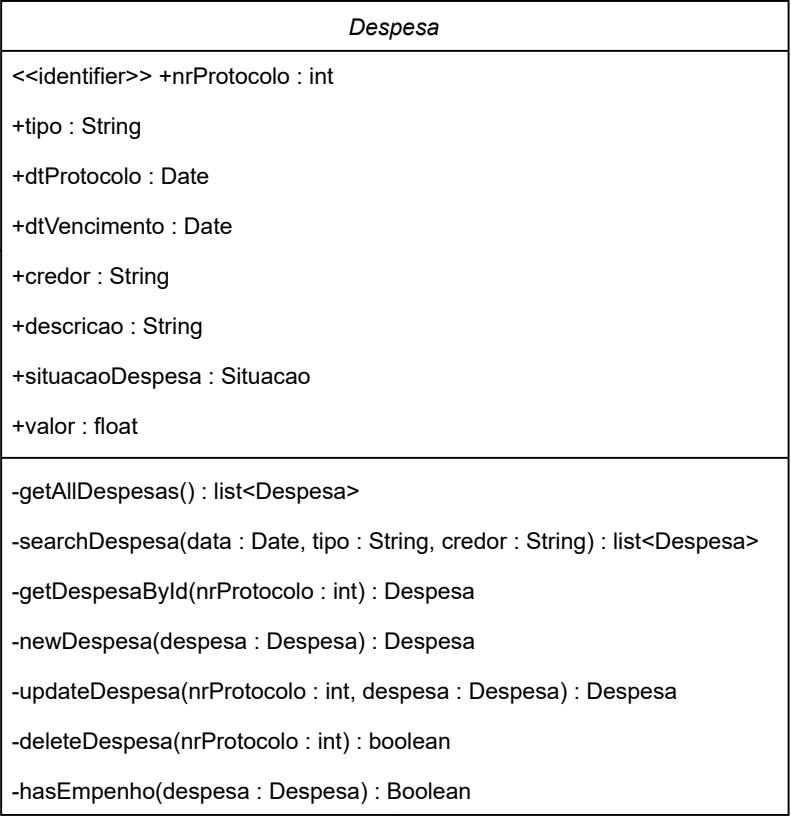 Despesa
<<identifier>> +nrProtocolo : int
+tipo : String
+dtProtocolo : Date
+dtVencimento : Date
+credor : String
+descricao : String
+situacaoDespesa : Situacao
+valor : float
-getAllDespesas() : list<Despesa>
-searchDespesa(data : Date, tipo : String, credor : String) : list<Despesa>
-getDespesaById(nrProtocolo : int) : Despesa
-newDespesa(despesa : Despesa) : Despesa
-updateDespesa(nrProtocolo : int, despesa : Despesa) : Despesa
-deleteDespesa(nrProtocolo : int) : boolean
-hasEmpenho(despesa : Despesa) : Boolean